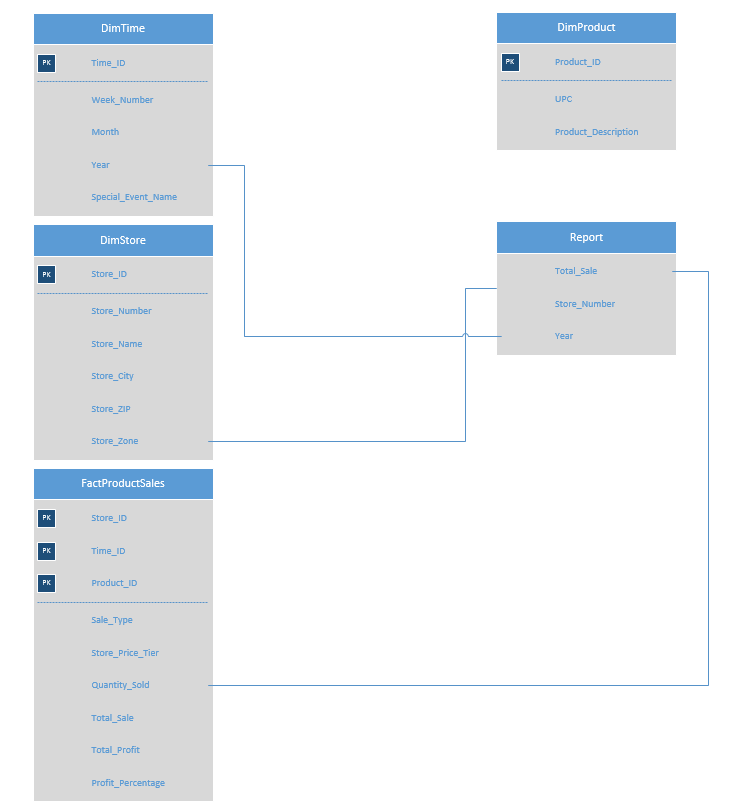 DimTime
PK Time_ID
Week_Number
Month
Year
Special_Event_Name
DimStore
PK Store_ID
Store_Number
Store_Name
Store_City
Store_ZIP
Store_Zone
FactProductSales
PK Store_ID
PK Time_ID
PK Product_ID
Sale_Type
Store_Price_Tier
Quantity_Sold
Total_Sale
Total_Profit
Profit_Percentage
DimProduct
PK Product_ID
UPC
Product_Description
Report
Total_Sale
Store_Number
Year